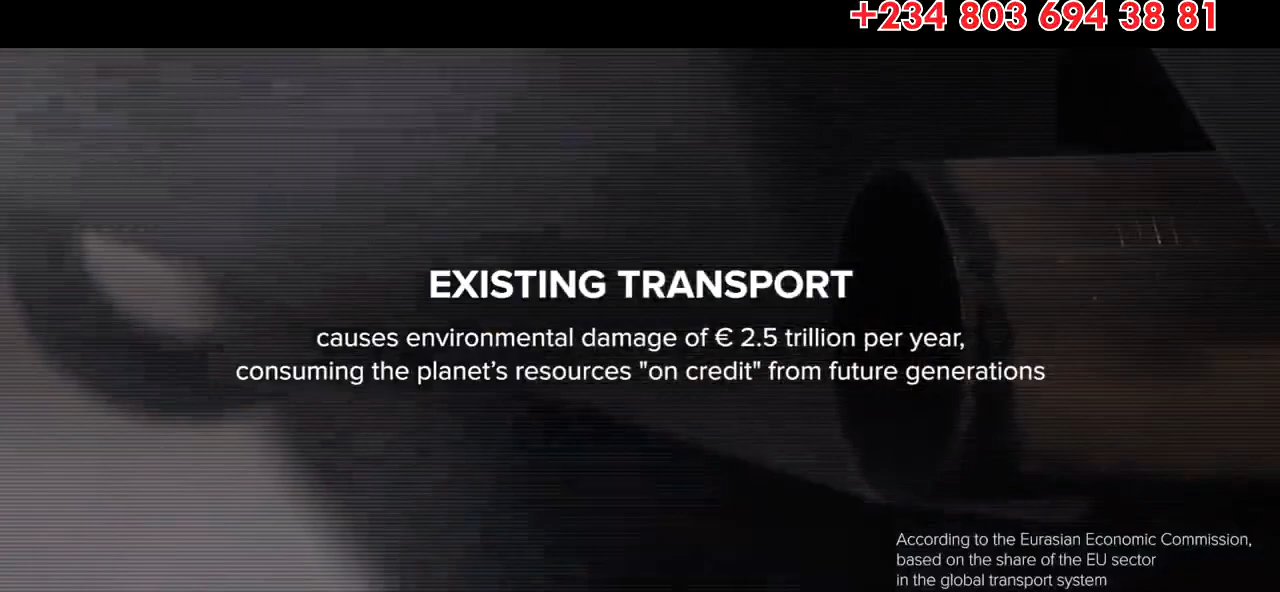 +234 803 694 38 81
EXISTING TRANSPORT
causes environmental damage of € 2.5 trillion per year,
consuming the planet’s resources "on credit" from future generations
According to the Eurasian Economic Commission,
based on the share of the EU sector
in the global transport system